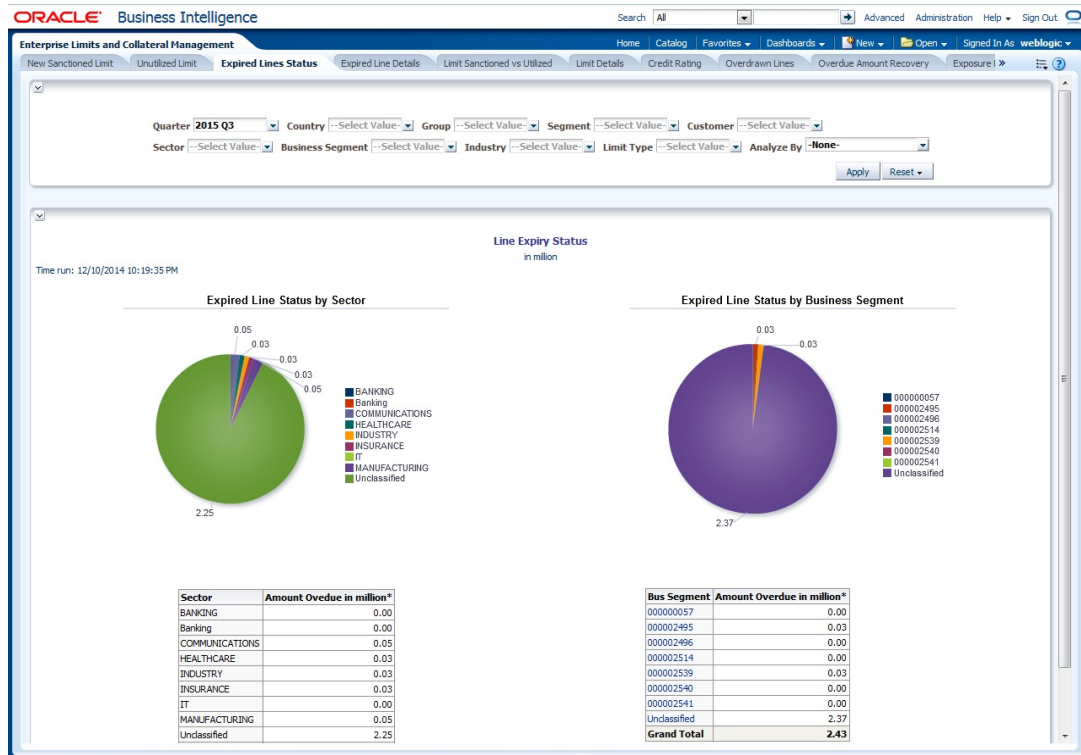 ORACLE Business Intelligence Search All Advanced Administration Help Sign Out
Enterprise Limits and Collateral Management Home Catalog Favorites Dashboards New Open Signed In As weblogic
New Sanctioned Limit Unutilized Limit Expired Lines Status Expired Line Details Limit Sanctioned vs Utilized Limit Details Credit Rating Overdrawn Lines Overdue Amount Recovery Exposure »
Quarter 2015 Q3 Country --Select Value- Group --Select Value- Segment --Select Value- Customer --Select Value-
Sector --Select Value- Business Segment --Select Value- Industry --Select Value- Limit Type --Select Value- Analyze By -None-
Apply Reset
Line Expiry Status
in million
Time run: 12/10/2014 10:19:35 PM
Expired Line Status by Sector
0.05
0.03
0.03
0.03
0.05
2.25
BANKING
Banking
COMMUNICATIONS
HEALTHCARE
INDUSTRY
INSURANCE
IT
MANUFACTURING
Unclassified
Expired Line Status by Business Segment
0.03
0.03
2.37
000000057
000002495
000002496
000002514
000002539
000002540
000002541
Unclassified
Sector Amount Ovedue in million*
BANKING 0.00
Banking 0.00
COMMUNICATIONS 0.05
HEALTHCARE 0.03
INDUSTRY 0.03
INSURANCE 0.03
IT 0.00
MANUFACTURING 0.05
Unclassified 2.25
Bus Segment Amount Overdue in million*
000000057 0.00
000002495 0.03
000002496 0.00
000002514 0.00
000002539 0.03
000002540 0.00
000002541 0.00
Unclassified 2.37
Grand Total 2.43